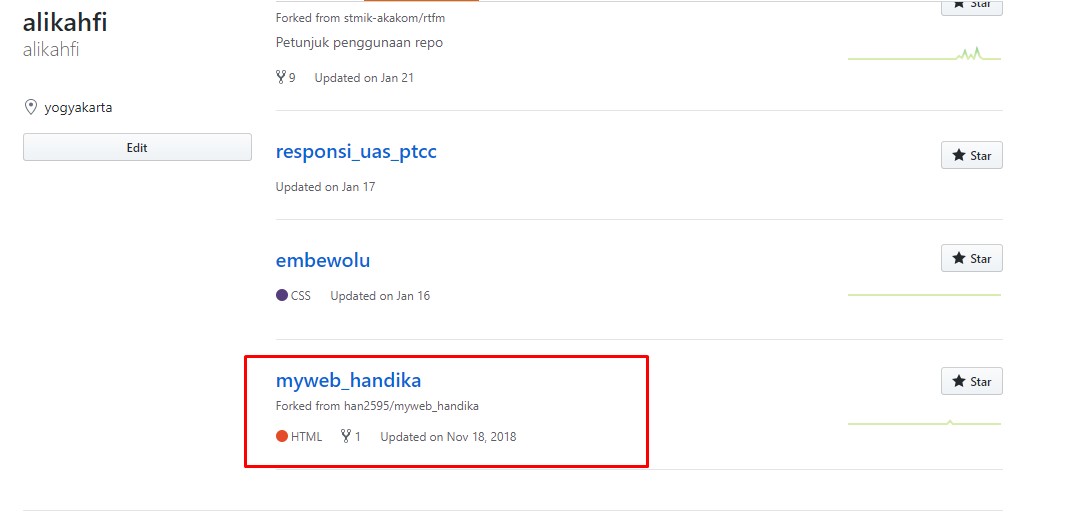 alikahfi
alikahfi
yogyakarta
Edit
Forked from stmik-akakom/rtfm
Star
Petunjuk penggunaan repo
9 Updated on Jan 21
responsi_uas_ptcc
Star
Updated on Jan 17
embewolu
Star
CSS Updated on Jan 16
myweb_handika
Star
Forked from han2595/myweb_handika
HTML 1 Updated on Nov 18, 2018